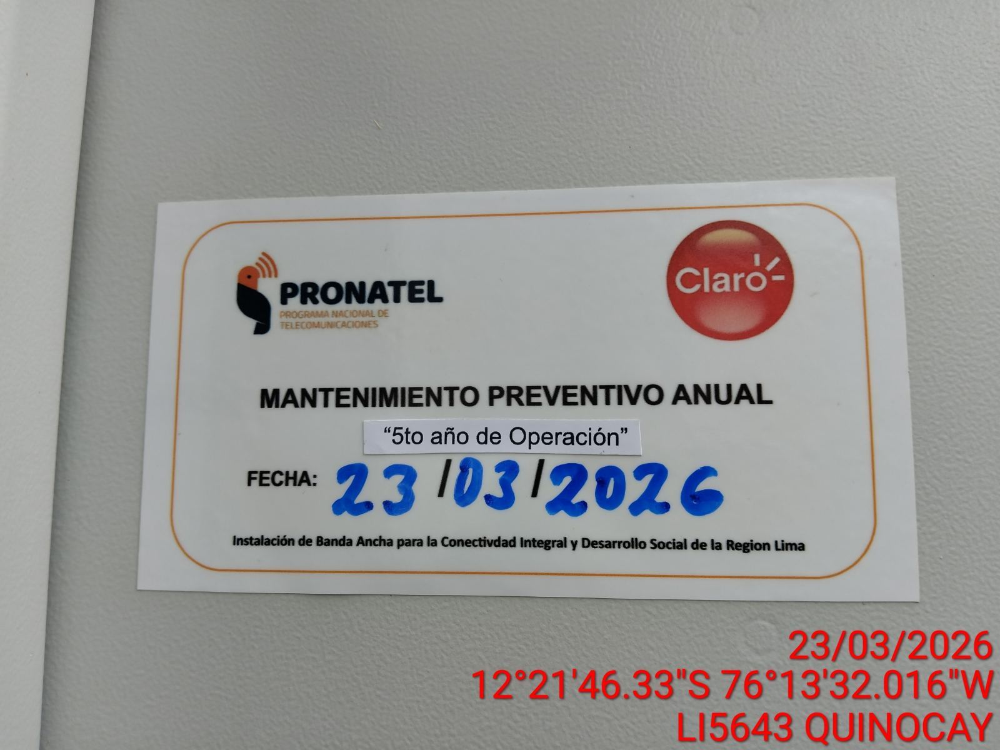 PRONATEL
PROGRAMA NACIONAL DE
TELECOMUNICACIONES
Claro
MANTENIMIENTO PREVENTIVO ANUAL
“5to año de Operación”
FECHA: 23/03/2026
Instalación de Banda Ancha para la Conectivdad Integral y Desarrollo Social de la Region Lima
23/03/2026
12°21'46.33"S 76°13'32.016"W
LI5643 QUINOCAY